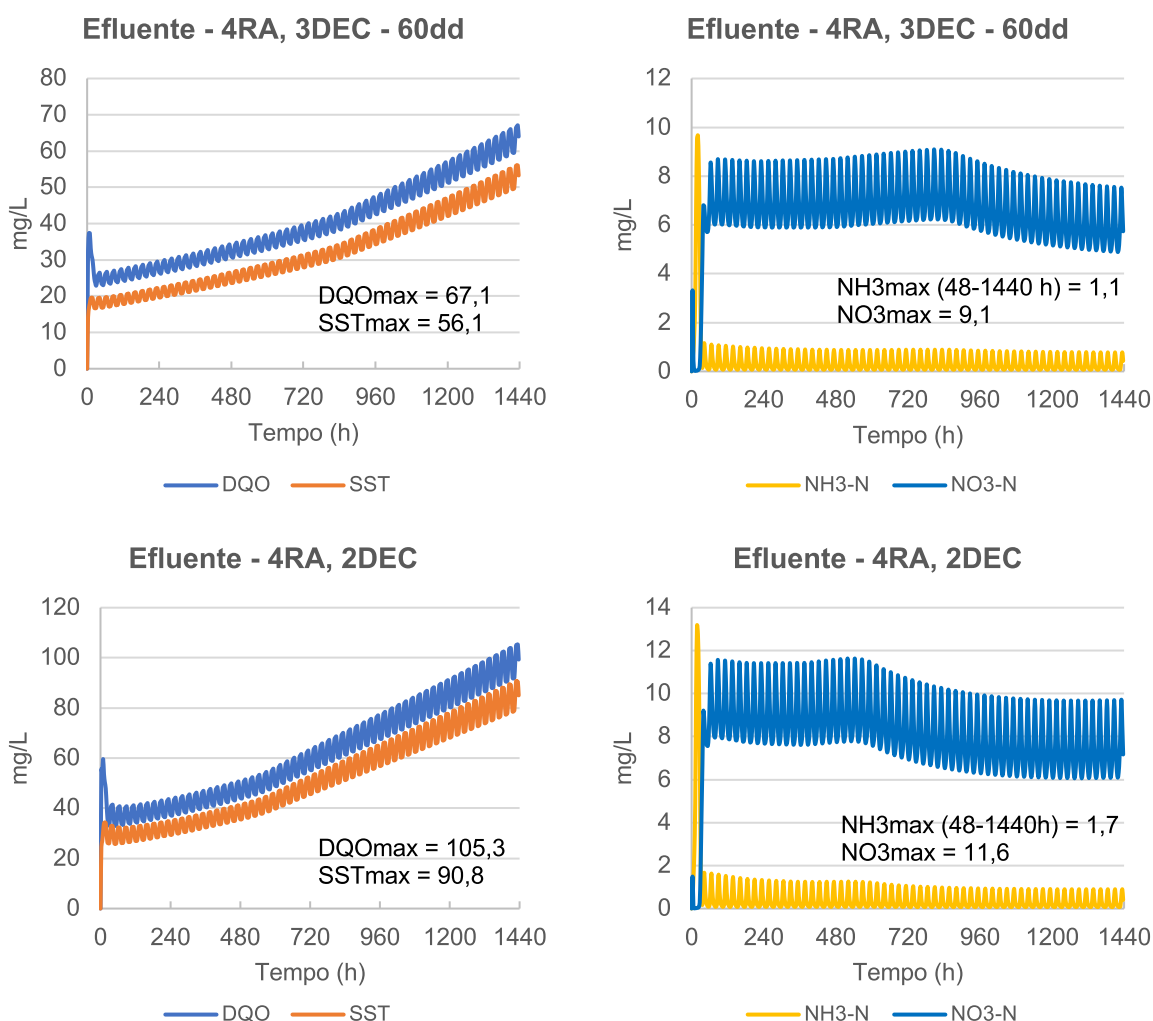 Efluente - 4RA, 3DEC - 60dd
80
70
60
50
40
30
20
10
0
mg/L
DQOmax = 67,1
SSTmax = 56,1
0 240 480 720 960 1200 1440
Tempo (h)
DQO SST
Efluente - 4RA, 3DEC - 60dd
12
10
8
6
4
2
0
mg/L
NH3max (48-1440 h) = 1,1
NO3max = 9,1
0 240 480 720 960 1200 1440
Tempo (h)
NH3-N NO3-N
Efluente - 4RA, 2DEC
120
100
80
60
40
20
0
mg/L
DQOmax = 105,3
SSTmax = 90,8
0 240 480 720 960 1200 1440
Tempo (h)
DQO SST
Efluente - 4RA, 2DEC
14
12
10
8
6
4
2
0
mg/L
NH3max (48-1440h) = 1,7
NO3max = 11,6
0 240 480 720 960 1200 1440
Tempo (h)
NH3-N NO3-N